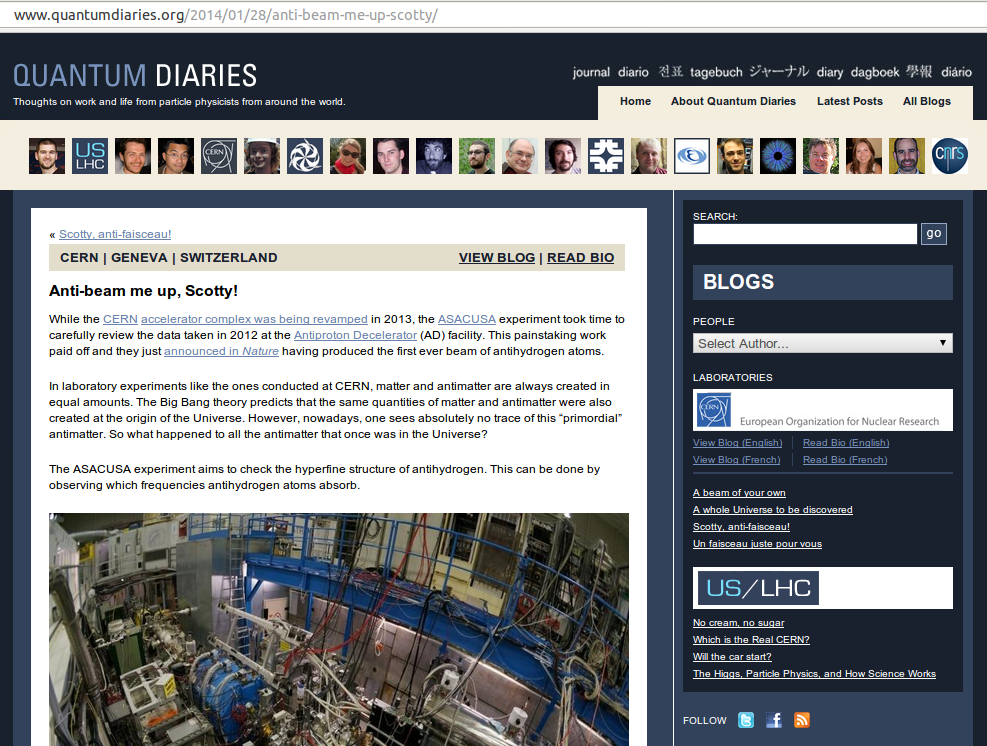 www.quantumdiaries.org/2014/01/28/anti-beam-me-up-scotty/
QUANTUM DIARIES
Thoughts on work and life from particle physicists from around the world.
journal diario 전표 tagebuch ジャーナル diary dagboek 學報 diário
Home About Quantum Diaries Latest Posts All Blogs
US LHC
CERN
cnrs
« Scotty, anti-faisceau!
CERN | GENEVA | SWITZERLAND VIEW BLOG | READ BIO
Anti-beam me up, Scotty!
While the CERN accelerator complex was being revamped in 2013, the ASACUSA experiment took time to
carefully review the data taken in 2012 at the Antiproton Decelerator (AD) facility. This painstaking work
paid off and they just announced in Nature having produced the first ever beam of antihydrogen atoms.
In laboratory experiments like the ones conducted at CERN, matter and antimatter are always created in
equal amounts. The Big Bang theory predicts that the same quantities of matter and antimatter were also
created at the origin of the Universe. However, nowadays, one sees absolutely no trace of this “primordial”
antimatter. So what happened to all the antimatter that once was in the Universe?
The ASACUSA experiment aims to check the hyperfine structure of antihydrogen. This can be done by
observing which frequencies antihydrogen atoms absorb.
SEARCH:
go
BLOGS
PEOPLE
Select Author...
LABORATORIES
CERN European Organization for Nuclear Research
View Blog (English) Read Bio (English)
View Blog (French) Read Bio (French)
A beam of your own
A whole Universe to be discovered
Scotty, anti-faisceau!
Un faisceau juste pour vous
US/LHC
No cream, no sugar
Which is the Real CERN?
Will the car start?
The Higgs, Particle Physics, and How Science Works
FOLLOW